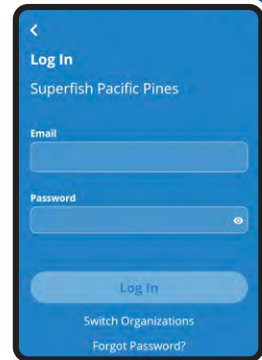 Log In
Superfish Pacific Pines
Email
Password
Log In
Switch Organizations
Forgot Password?